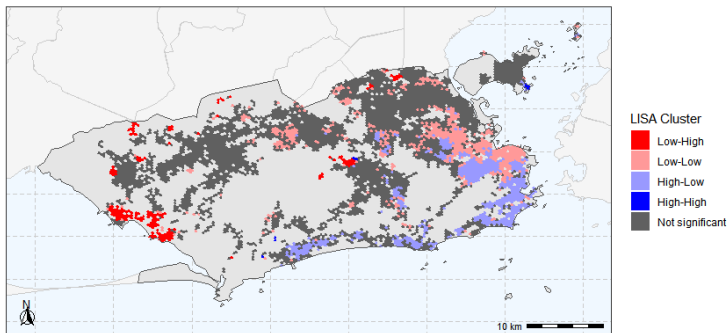 LISA Cluster
Low-High
Low-Low
High-Low
High-High
Not significant
N
10 km